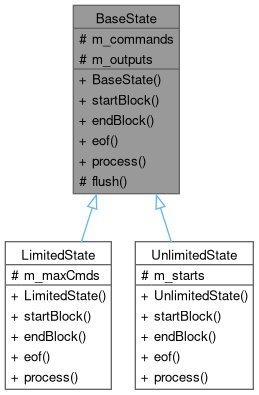 BaseState
# m_commands
# m_outputs
+ BaseState()
+ startBlock()
+ endBlock()
+ eof()
+ process()
# flush()
LimitedState
# m_maxCmds
+ LimitedState()
+ startBlock()
+ endBlock()
+ eof()
+ process()
UnlimitedState
# m_starts
+ UnlimitedState()
+ startBlock()
+ endBlock()
+ eof()
+ process()